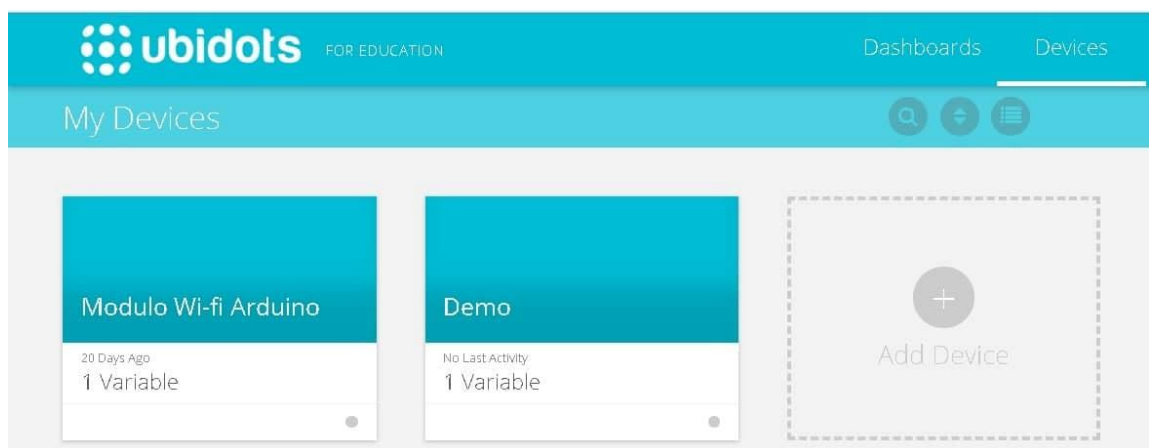 ubidots FOR EDUCATION Dashboards Devices
My Devices
Modulo Wi-fi Arduino
20 Days Ago
1 Variable
Demo
No Last Activity
1 Variable
Add Device